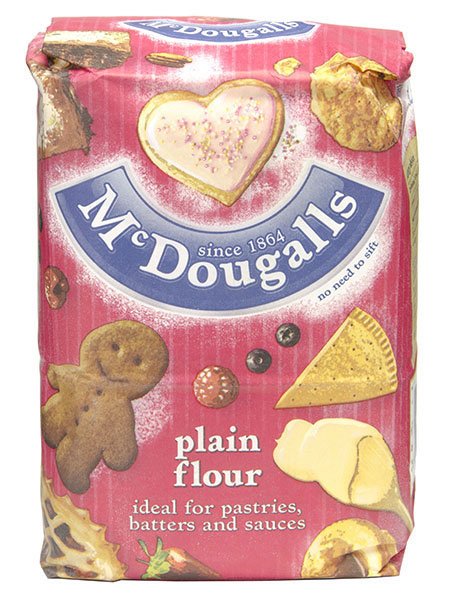 McDougalls
since 1864
McDougalls
no need to sift
plain
flour
ideal for pastries,
batters and sauces